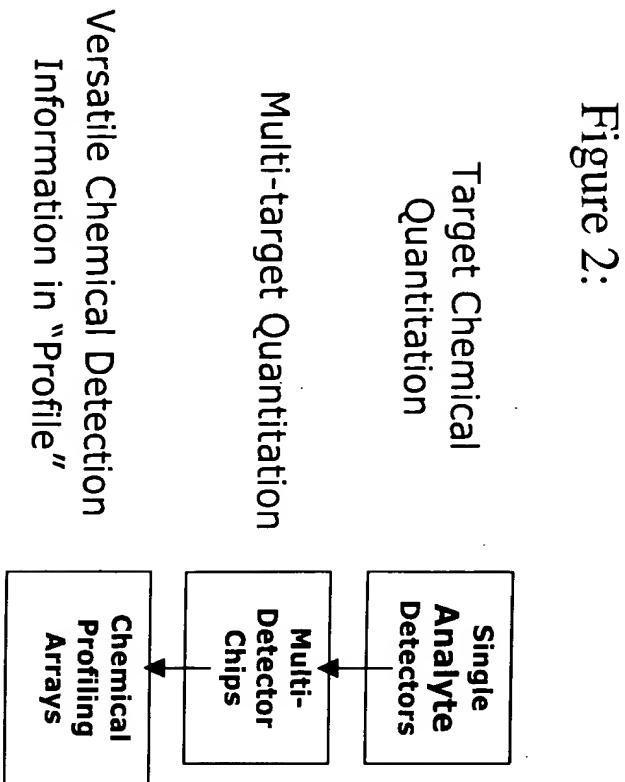 Figure 2:
Target Chemical
Quantitation
Single
Analyte
Detectors
Multi-target Quantitation
Multi-
Detector
Chips
Versatile Chemical Detection
Information in "Profile"
Chemical
Profiling
Arrays